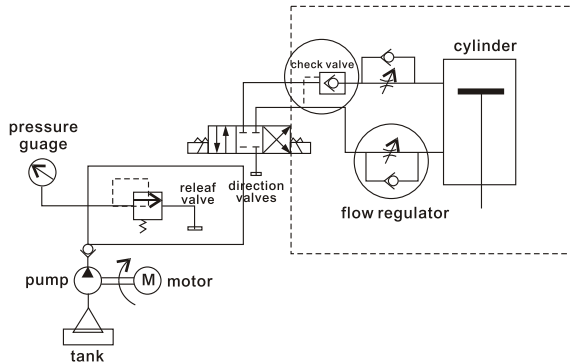 cylinder
check valve
pressure
guage
releaf
valve
direction
valves
flow regulator
pump
M
motor
tank